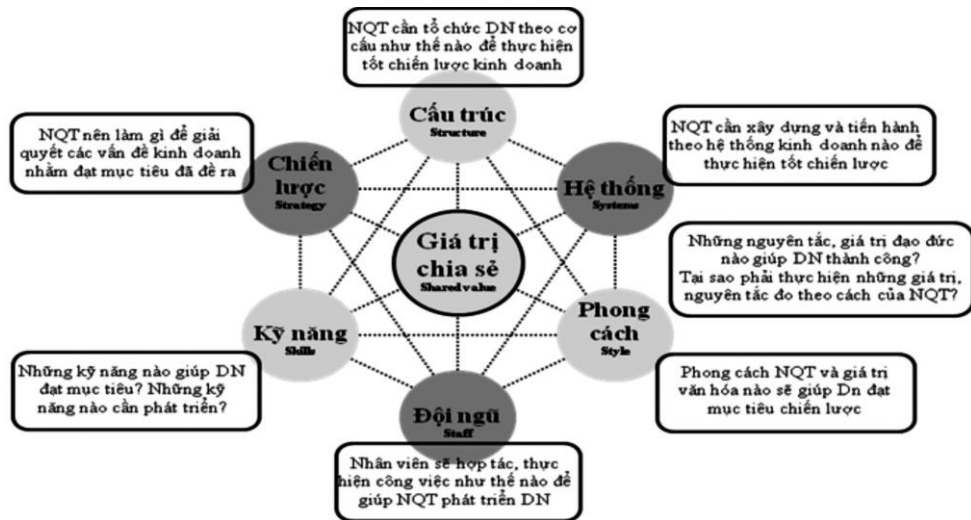 NQT cần tổ chức DN theo cơ
cấu như thế nào để thực hiện
tốt chiến lược kinh doanh
Cấu trúc
Structure
NQT nên làm gì để giải
quyết các vấn đề kinh doanh
nhằm đạt mục tiêu đã đề ra
Chiến
lược
Strategy
NQT cần xây dựng và tiến hành
theo hệ thống kinh doanh nào để
thực hiện tốt chiến lược
Hệ thống
Systems
Giá trị
chia sẻ
Shared value
Những nguyên tắc, giá trị đạo đức
nào giúp DN thành công?
Tại sao phải thực hiện những giá trị,
nguyên tắc đo theo cách của NQT?
Kỹ năng
Skills
Phong
cách
Style
Những kỹ năng nào giúp DN
đạt mục tiêu? Những kỹ
năng nào cần phát triển?
Phong cách NQT và giá trị
văn hóa nào sẽ giúp Dn đạt
mục tiêu chiến lược
Đội ngũ
Staff
Nhân viên sẽ hợp tác, thực
hiện công việc như thế nào để
giúp NQT phát triển DN